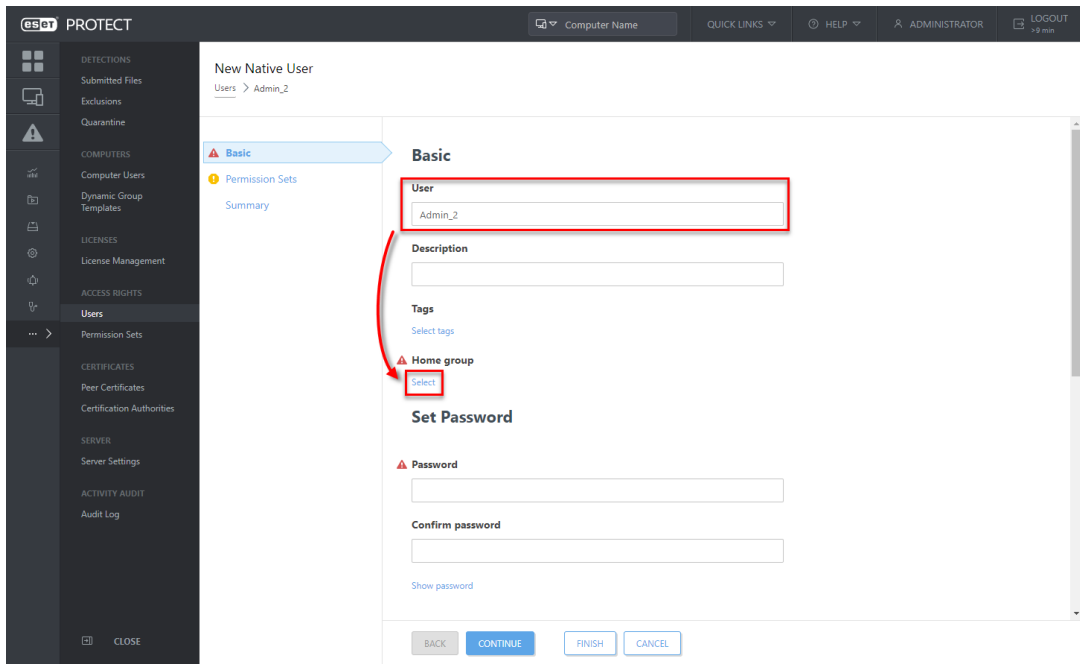 eset PROTECT
Computer Name
QUICK LINKS
HELP
ADMINISTRATOR
LOGOUT
>9 min
DETECTIONS
Submitted Files
Exclusions
Quarantine
COMPUTERS
Computer Users
Dynamic Group
Templates
LICENSES
License Management
ACCESS RIGHTS
Users
Permission Sets
CERTIFICATES
Peer Certificates
Certification Authorities
SERVER
Server Settings
ACTIVITY AUDIT
Audit Log
CLOSE
New Native User
Users > Admin_2
Basic
Permission Sets
Summary
Basic
User
Admin_2
Description
Tags
Select tags
Home group
Select
Set Password
Password
Confirm password
Show password
BACK
CONTINUE
FINISH
CANCEL